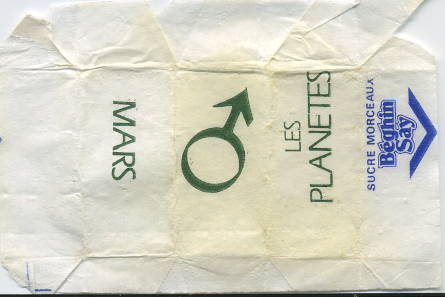 MARS
LES
PLANETES
SUCRE MORCEAUX
Béghin
Say